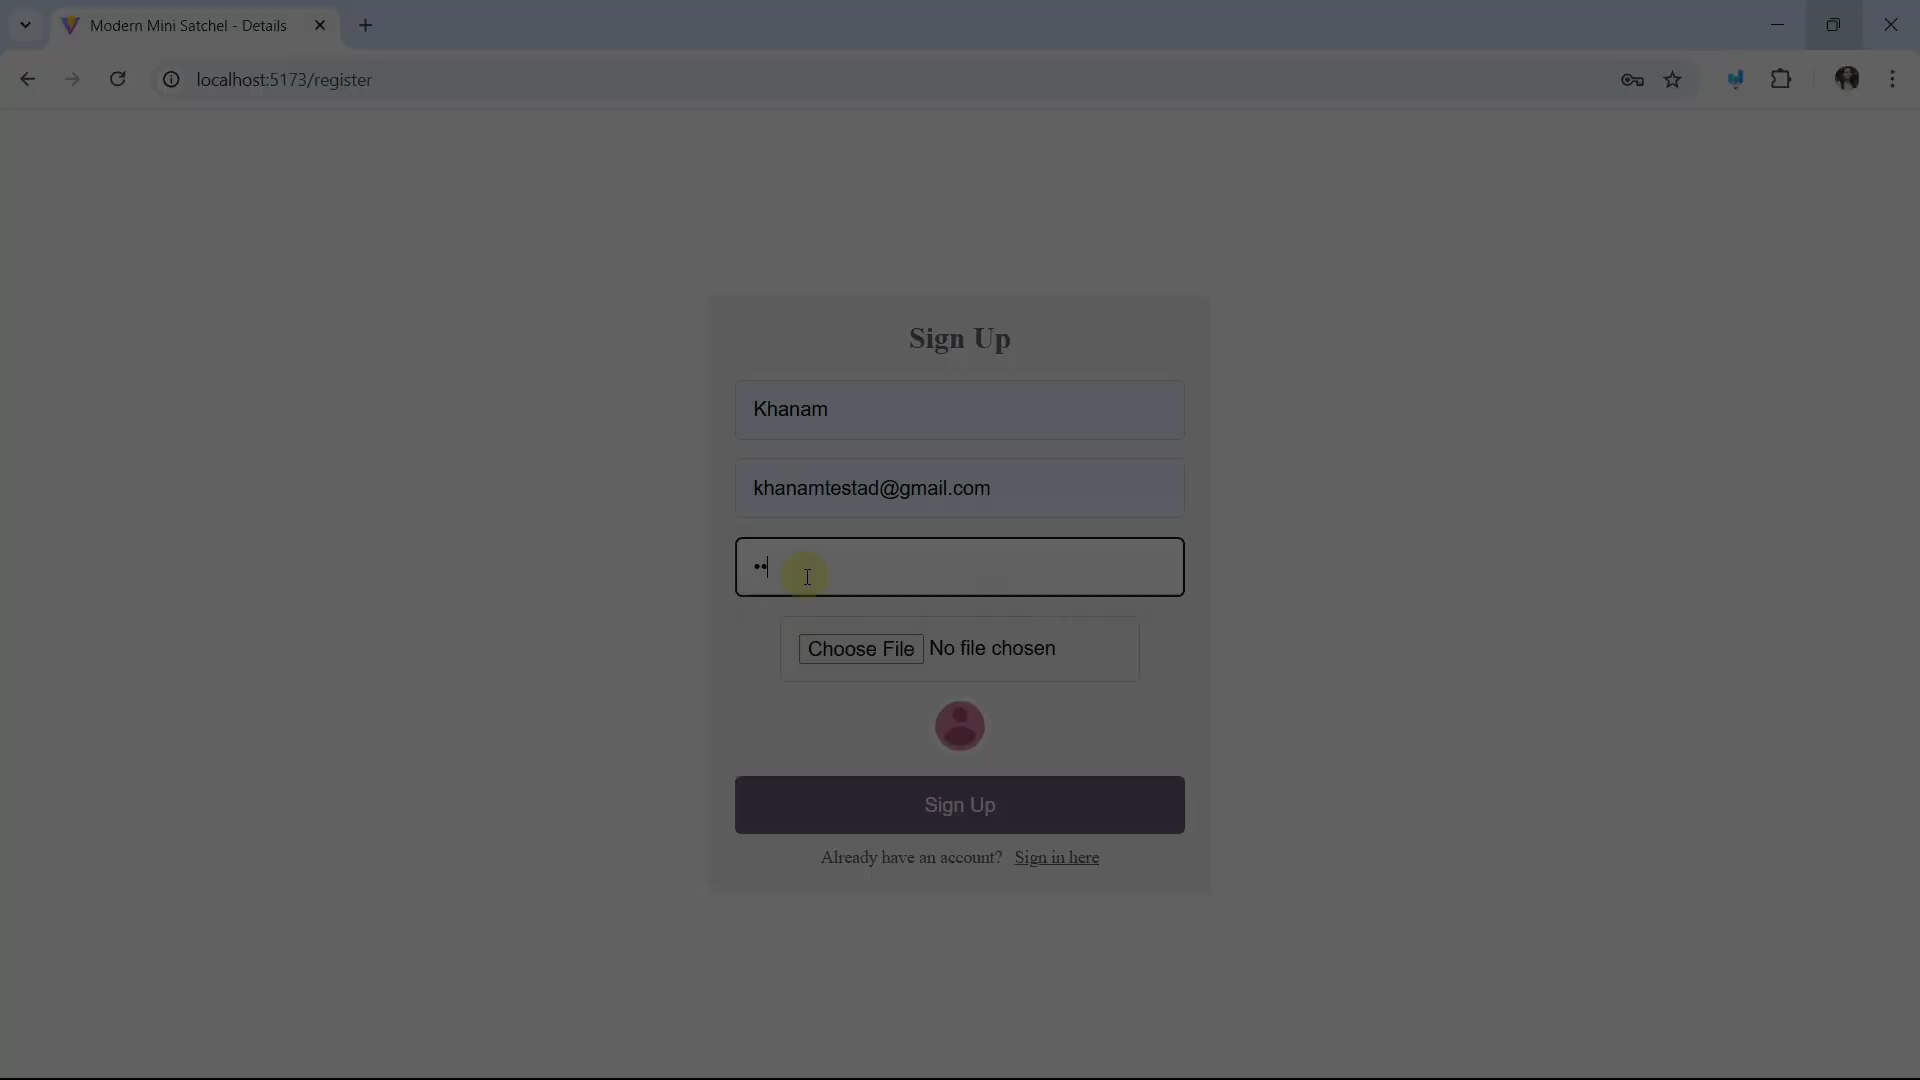 Modern Mini Satchel - Details
localhost:5173/register
Sign Up
Khanam
khanamtestad@gmail.com
••
Choose File No file chosen
Sign Up
Already have an account? Sign in here